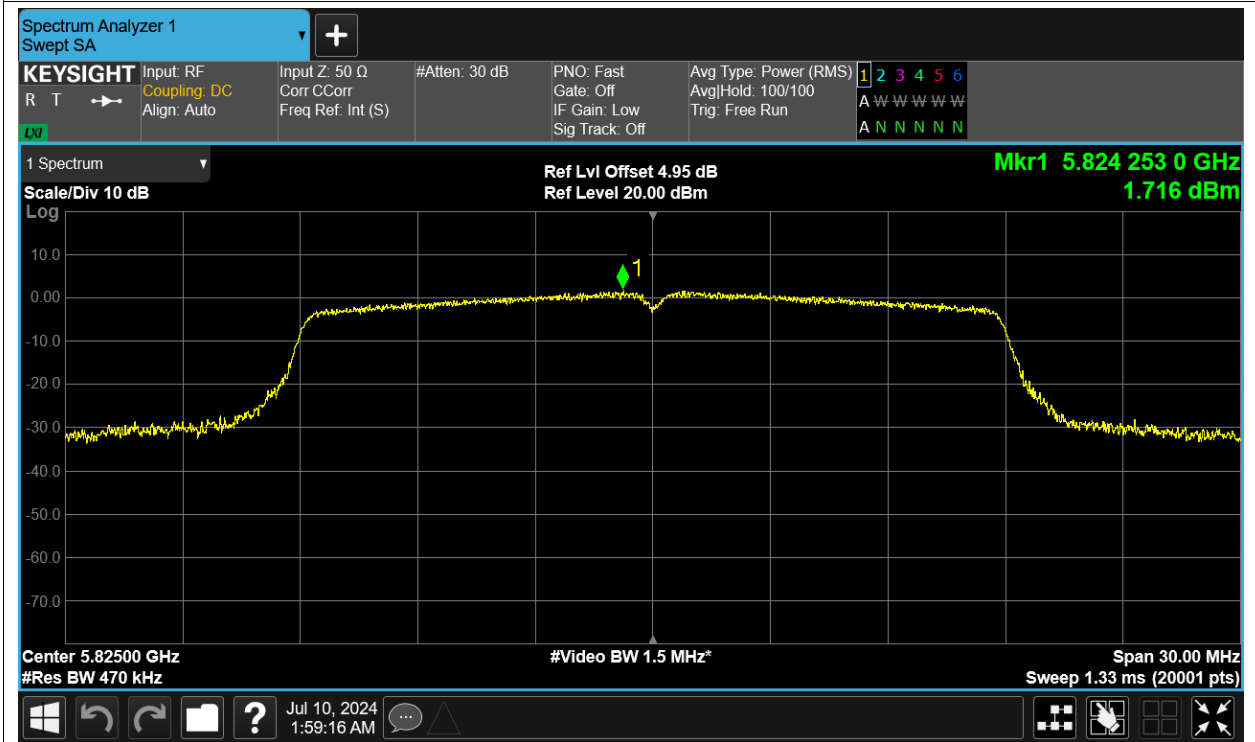 Spectrum Analyzer 1
Swept SA
KEYSIGHT
R T
LXI
Input: RF
Coupling: DC
Align: Auto
Input Z: 50 Ω
Corr CCorr
Freq Ref: Int (S)
#Atten: 30 dB
PNO: Fast
Gate: Off
IF Gain: Low
Sig Track: Off
Avg Type: Power (RMS)
Avg|Hold: 100/100
Trig: Free Run
1 2 3 4 5 6
A W W W W W
A N N N N N
1 Spectrum
Scale/Div 10 dB
Log
Ref Lvl Offset 4.95 dB
Ref Level 20.00 dBm
Mkr1 5.824 253 0 GHz
1.716 dBm
10.0
0.00
-10.0
-20.0
-30.0
-40.0
-50.0
-60.0
-70.0
1
Center 5.82500 GHz
#Res BW 470 kHz
#Video BW 1.5 MHz*
Span 30.00 MHz
Sweep 1.33 ms (20001 pts)
?
Jul 10, 2024
1:59:16 AM